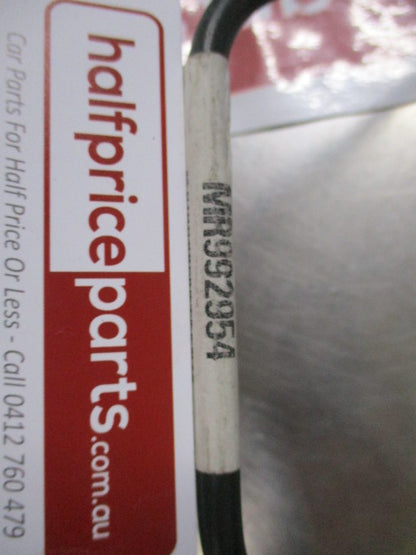 halfpriceparts.com.au
Car Parts For Half Price Or Less - Call 0412 760 479
MR992954